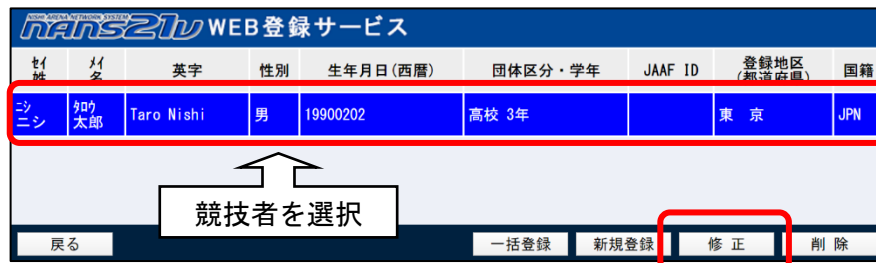 NISHI ARENA NETWORK SYSTEM
NANS21V WEB登録サービス
セイ 姓 メイ 名 英字 性別 生年月日(西暦) 団体区分・学年 JAAF ID 登録地区 (都道府県) 国籍
ニシ ニシ タロウ 太郎 Taro Nishi 男 19900202 高校 3年 東 京 JPN
競技者を選択
戻る 一括登録 新規登録 修 正 削 除